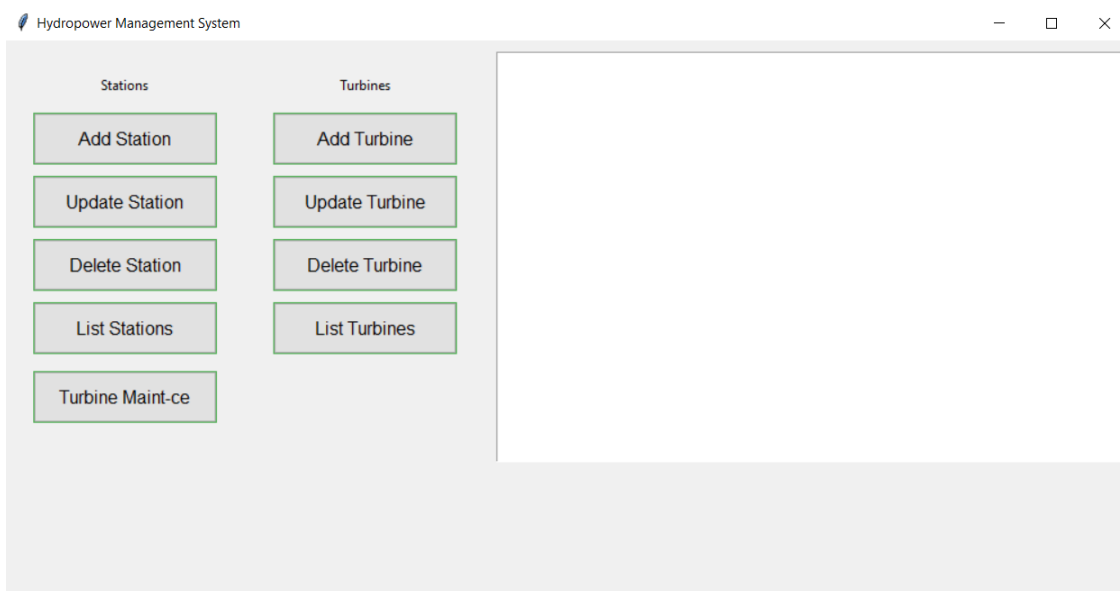 Hydropower Management System
Stations
Add Station
Update Station
Delete Station
List Stations
Turbine Maint-ce
Turbines
Add Turbine
Update Turbine
Delete Turbine
List Turbines